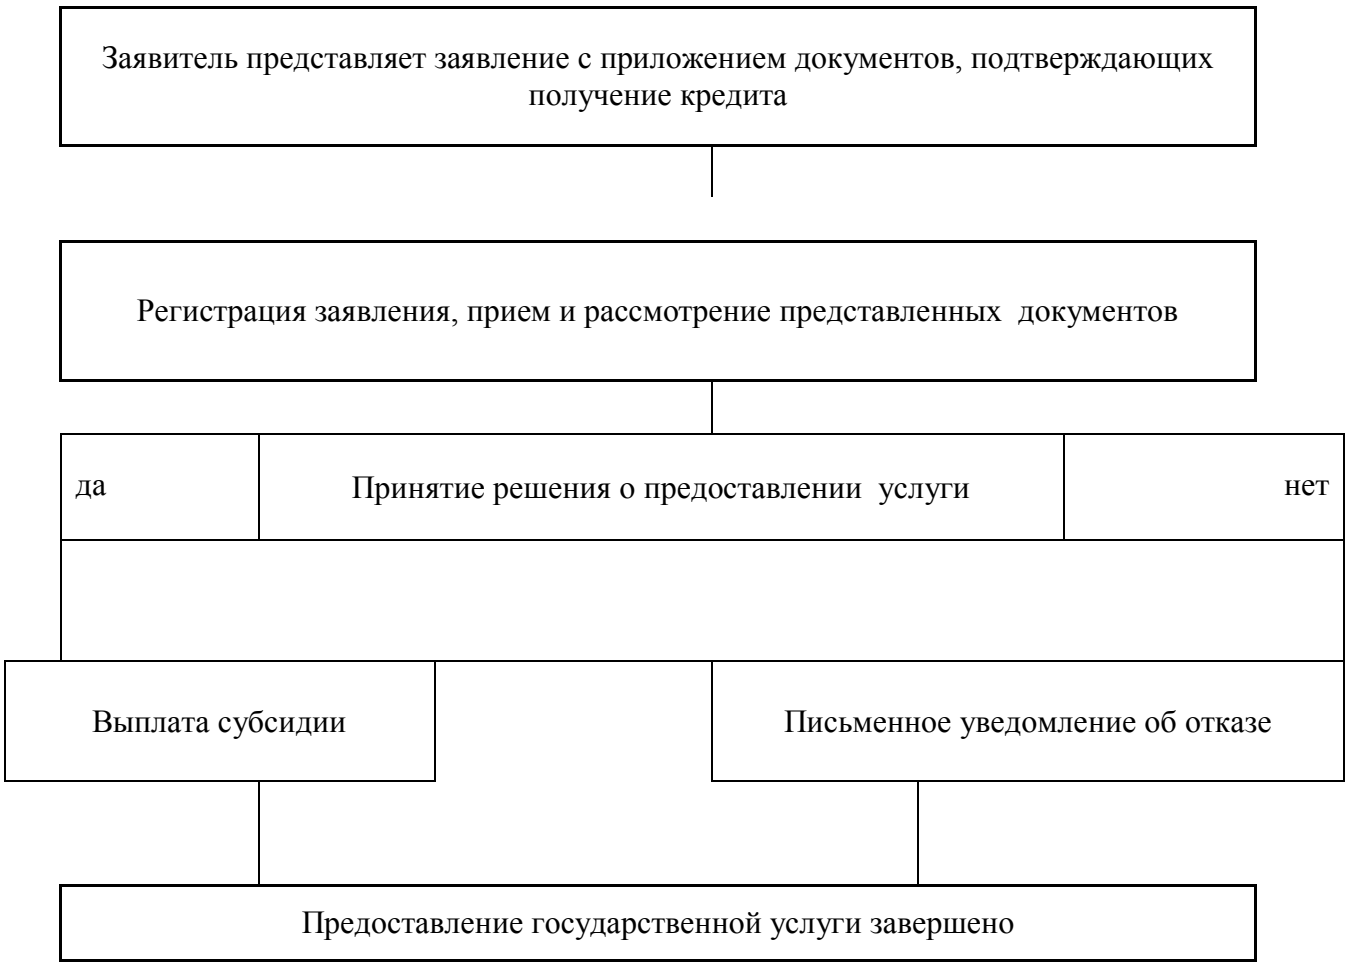 Заявитель представляет заявление с приложением документов, подтверждающих
получение кредита
Регистрация заявления, прием и рассмотрение представленных  документов
да
Принятие решения о предоставлении  услуги
нет
Выплата субсидии
Письменное уведомление об отказе
Предоставление государственной услуги завершено